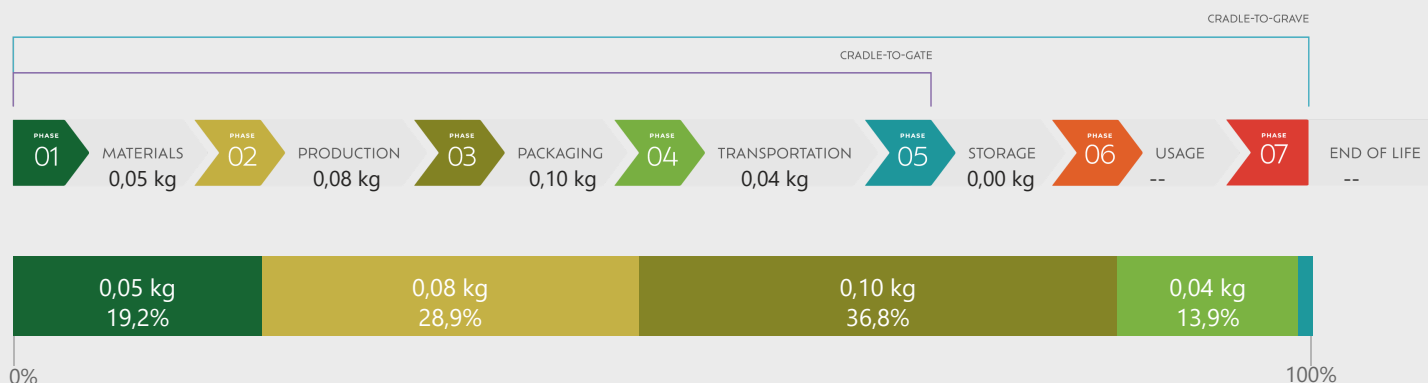 CRADLE-TO-GRAVE
CRADLE-TO-GATE
PHASE
01
MATERIALS
0,05 kg
PHASE
02
PRODUCTION
0,08 kg
PHASE
03
PACKAGING
0,10 kg
PHASE
04
TRANSPORTATION
0,04 kg
PHASE
05
STORAGE
0,00 kg
PHASE
06
USAGE
--
PHASE
07
END OF LIFE
--
0,05 kg
19,2%
0,08 kg
28,9%
0,10 kg
36,8%
0,04 kg
13,9%
0%
100%